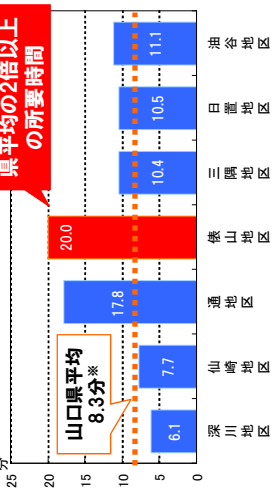 分
県平均の2倍以上
の所要時間
山口県平均
8.3分※
25
20
15
10
5
0
6.1
7.7
17.8
20.0
10.4
10.5
11.1
深川地区
仙崎地区
通地区
俵山地区
三隅地区
日置地区
油谷地区